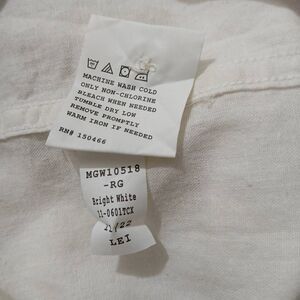 MACHINE WASH COLD
ONLY NON-CHLORINE
BLEACH WHEN NEEDED
TUMBLE DRY LOW
REMOVE PROMPTLY
WARM IRON IF NEEDED
RN# 150466
MGW10518
-RG
Bright White
11-0601TCX
/22
LEI